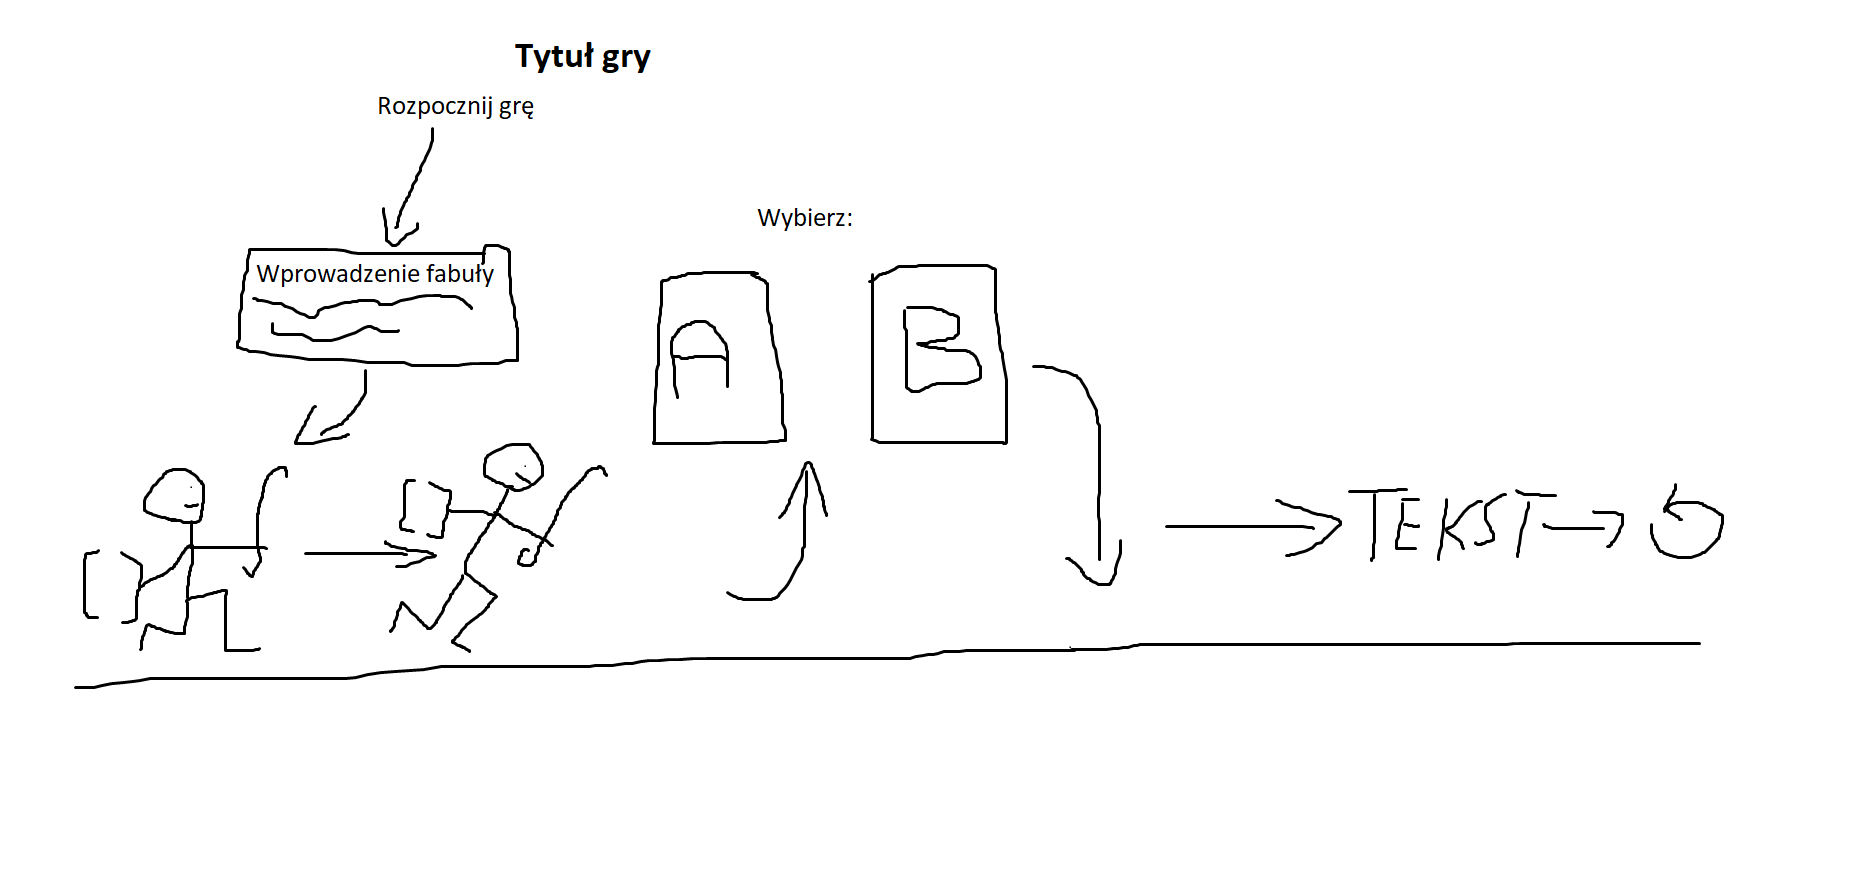 Tytuł gry
Rozpocznij grę
Wybierz:
Wprowadzenie fabuły
A
B
TEKST